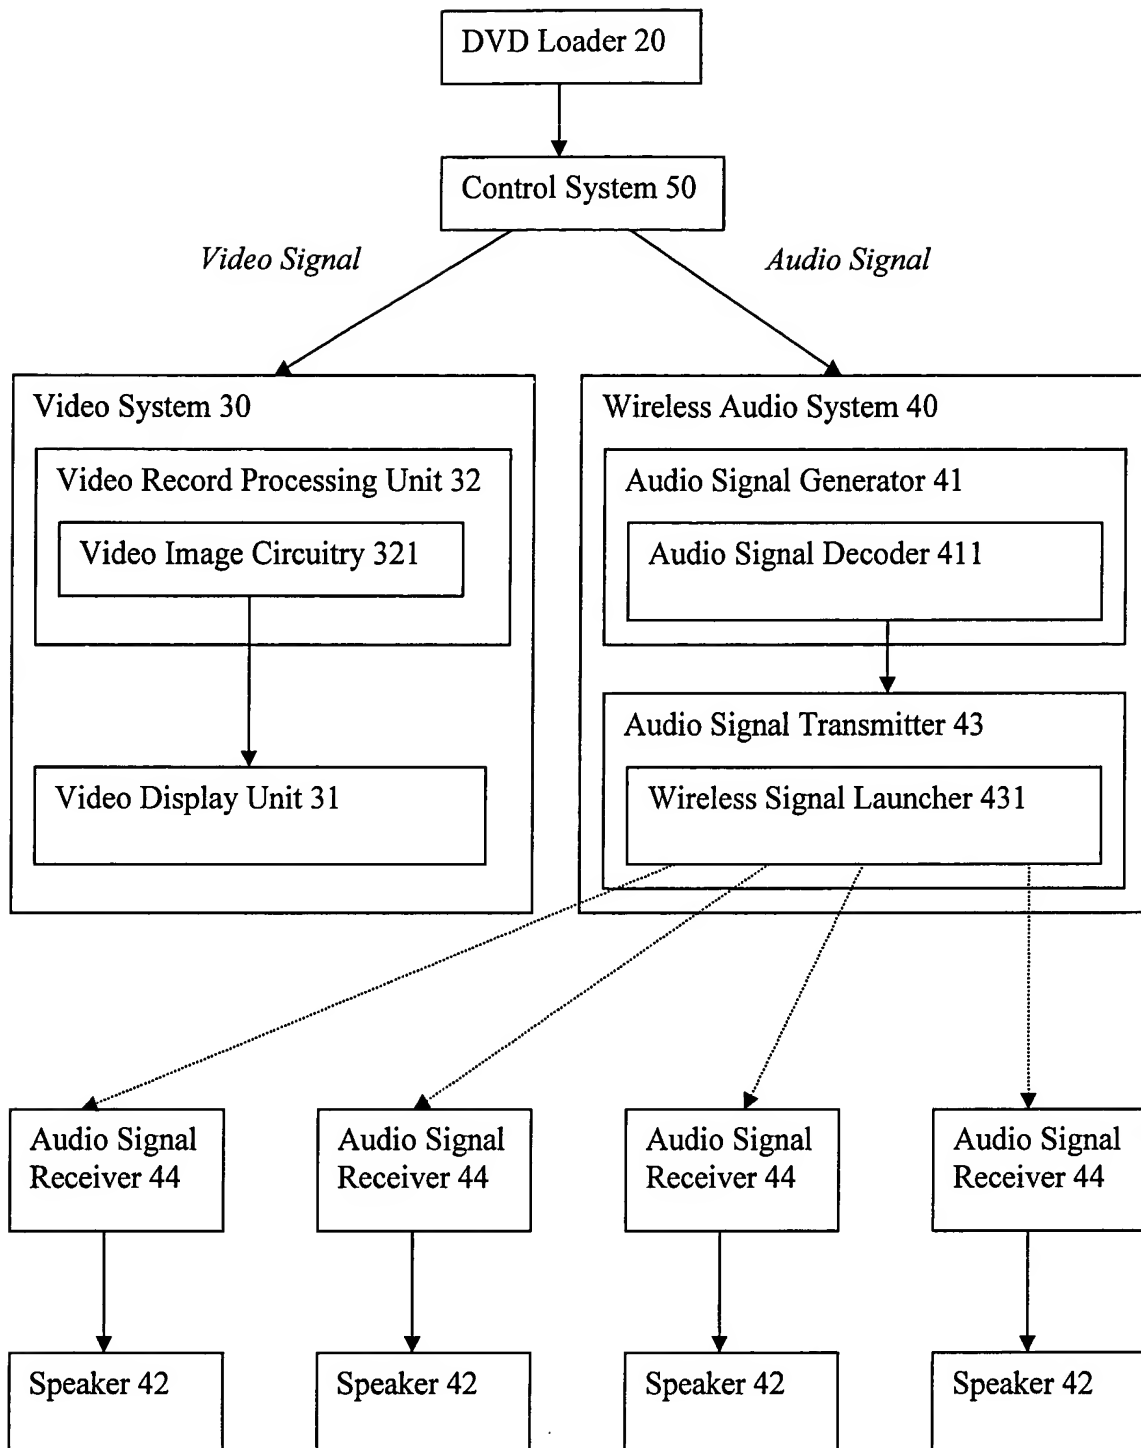 DVD Loader 20
Control System 50
Video Signal
Audio Signal
Video System 30
Video Record Processing Unit 32
Video Image Circuitry 321
Video Display Unit 31
Wireless Audio System 40
Audio Signal Generator 41
Audio Signal Decoder 411
Audio Signal Transmitter 43
Wireless Signal Launcher 431
Audio Signal
Receiver 44
Audio Signal
Receiver 44
Audio Signal
Receiver 44
Audio Signal
Receiver 44
Speaker 42
Speaker 42
Speaker 42
Speaker 42